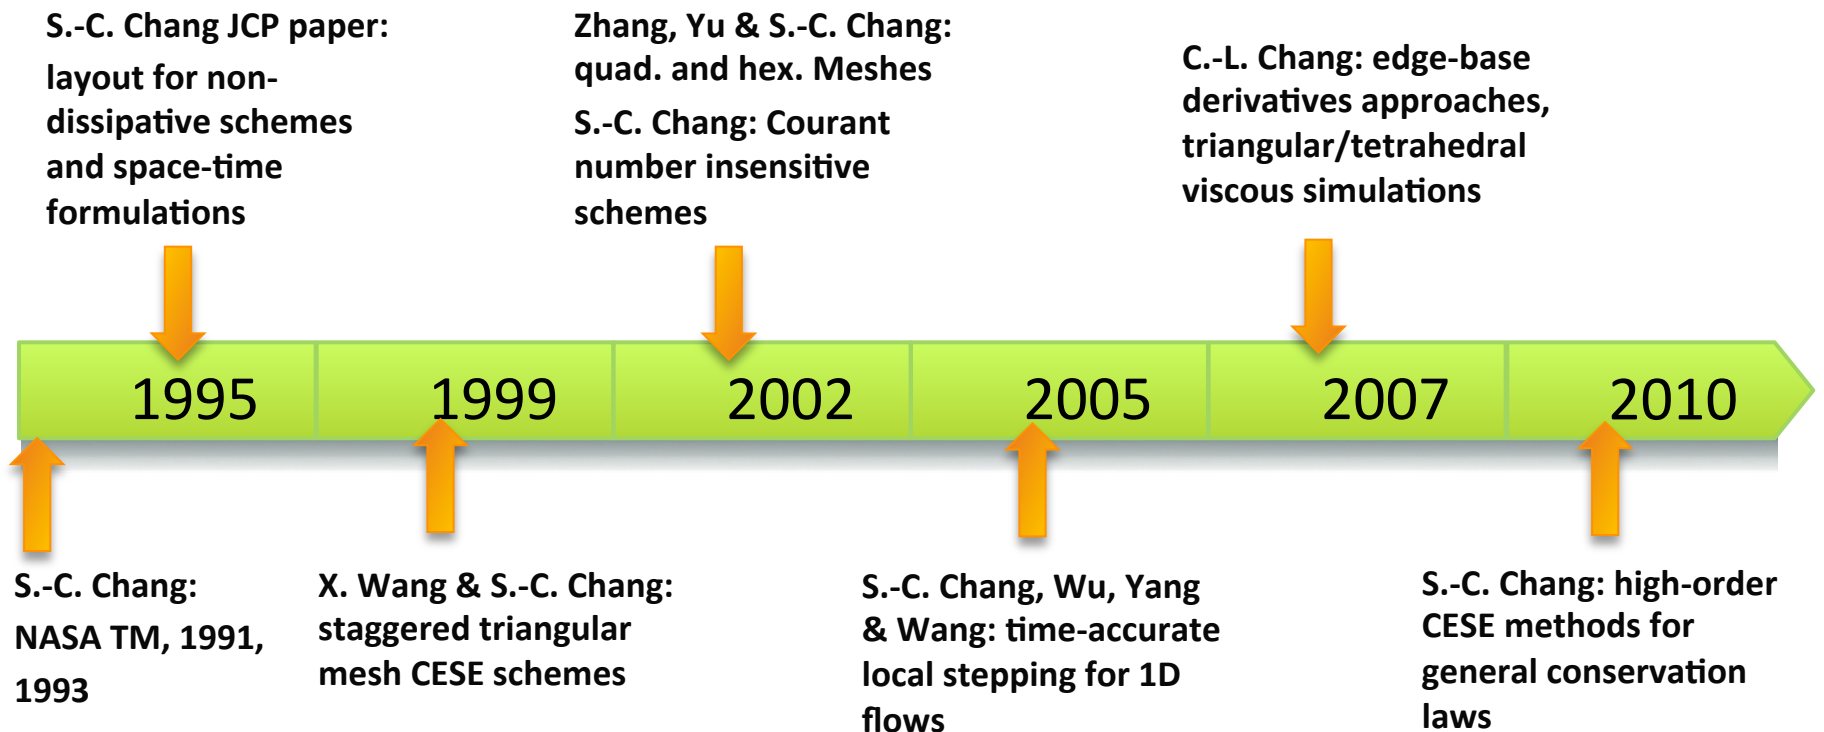 S.-C. Chang JCP paper:
layout for non-
dissipative schemes
and space-time
formulations
Zhang, Yu & S.-C. Chang:
quad. and hex. Meshes
S.-C. Chang: Courant
number insensitive
schemes
C.-L. Chang: edge-base
derivatives approaches,
triangular/tetrahedral
viscous simulations
1995
1999
2002
2005
2007
2010
S.-C. Chang:
NASA TM, 1991,
1993
X. Wang & S.-C. Chang:
staggered triangular
mesh CESE schemes
S.-C. Chang, Wu, Yang
& Wang: time-accurate
local stepping for 1D
flows
S.-C. Chang: high-order
CESE methods for
general conservation
laws